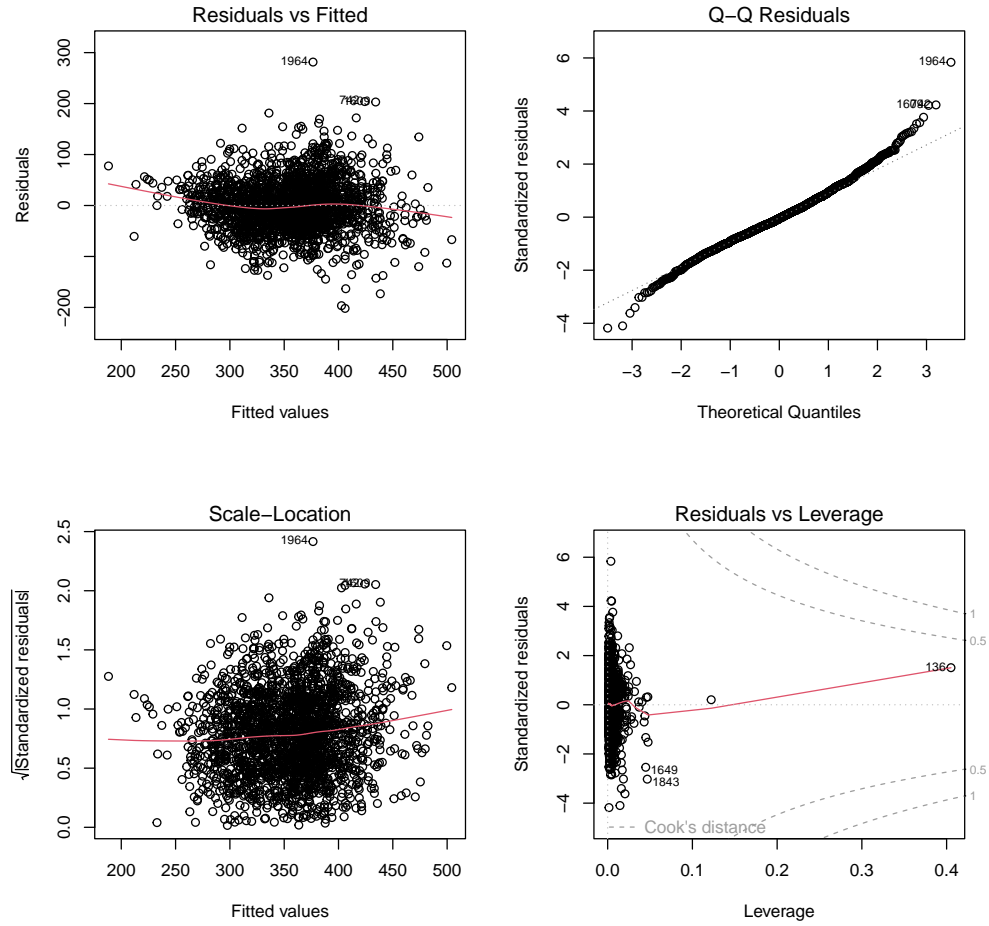 Residuals vs Fitted
300
200
100
0
−200
Residuals
1964
200 250 300 350 400 450 500
Fitted values
Q−Q Residuals
6
4
2
0
−2
−4
Standardized residuals
1964
−3 −2 −1 0 1 2 3
Theoretical Quantiles
Scale−Location
2.5
2.0
1.5
1.0
0.5
0.0
√|Standardized residuals|
1964
200 250 300 350 400 450 500
Fitted values
Residuals vs Leverage
6
4
2
0
−2
−4
Standardized residuals
1
0.5
136
0.5
1
1649
1843
Cook's distance
0.0 0.1 0.2 0.3 0.4
Leverage